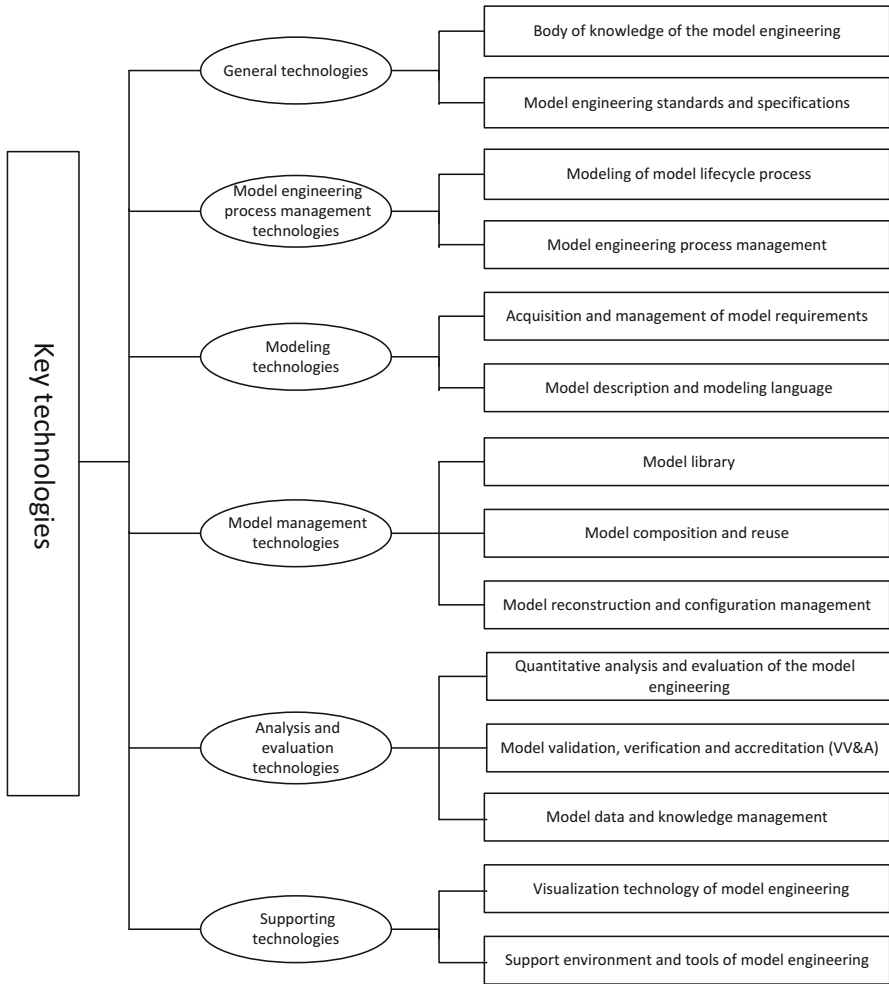 Key technologies
General technologies
Body of knowledge of the model engineering
Model engineering standards and specifications
Model engineering
process management
technologies
Modeling of model lifecycle process
Model engineering process management
Modeling
technologies
Acquisition and management of model requirements
Model description and modeling language
Model management
technologies
Model library
Model composition and reuse
Model reconstruction and configuration management
Analysis and
evaluation
technologies
Quantitative analysis and evaluation of the model
engineering
Model validation, verification and accreditation (VV&A)
Model data and knowledge management
Supporting
technologies
Visualization technology of model engineering
Support environment and tools of model engineering